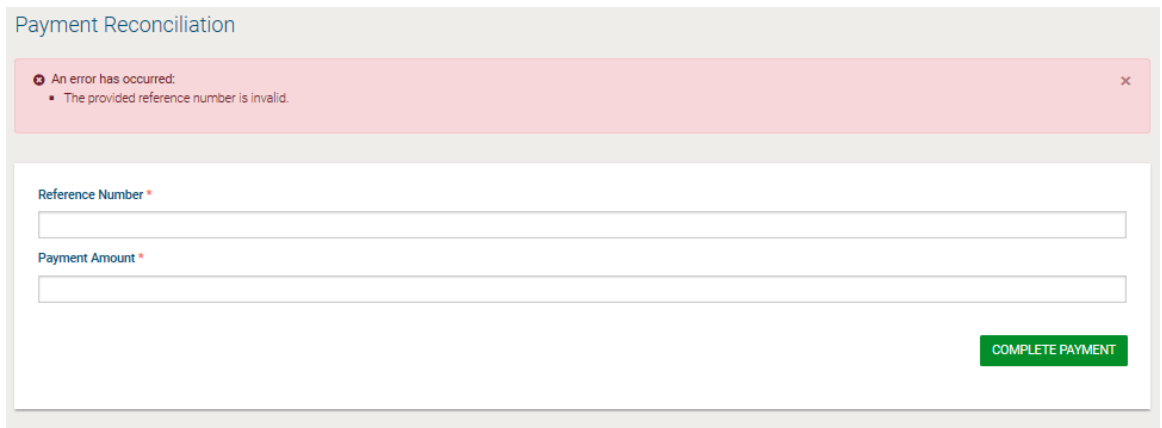 Payment Reconciliation
An error has occurred:
▪ The provided reference number is invalid.
×
Reference Number *
Payment Amount *
COMPLETE PAYMENT